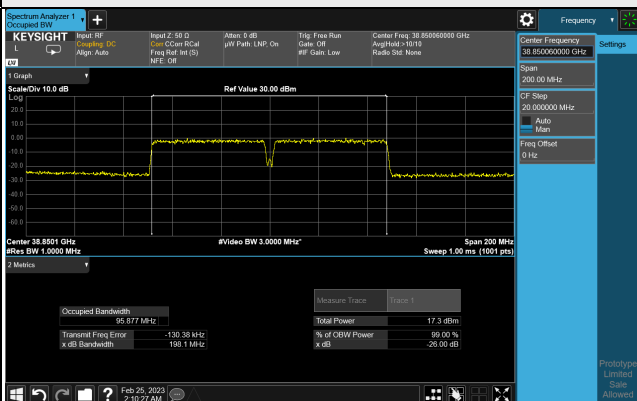 Spectrum Analyzer 1
Occupied BW
+
Frequency
KEYSIGHT
L
Input: RF
Coupling: DC
Align: Auto
Input Z: 50 Ω
Corr CCorr RCal
Freq Ref: Int (S)
NFE: Off
Atten: 0 dB
µW Path: LNP, On
Trig: Free Run
Gate: Off
#IF Gain: Low
Center Freq: 38.850060000 GHz
Avg|Hold:>10/10
Radio Std: None
Center Frequency
38.850060000 GHz
Settings
Span
200.00 MHz
CF Step
20.000000 MHz
Auto
Man
Freq Offset
0 Hz
1 Graph
Scale/Div 10.0 dB
Ref Value 30.00 dBm
Log
20.0
10.0
0.00
-10.0
-20.0
-30.0
-40.0
-50.0
-60.0
Center 38.8501 GHz
#Video BW 3.0000 MHz*
Span 200 MHz
#Res BW 1.0000 MHz
Sweep 1.00 ms (1001 pts)
2 Metrics
Measure Trace
Trace 1
Occupied Bandwidth
95.877 MHz
Total Power
17.3 dBm
Transmit Freq Error
-130.38 kHz
% of OBW Power
99.00 %
x dB Bandwidth
198.1 MHz
x dB
-26.00 dB
Prototype
Limited
Sale
Allowed
?
Feb 25, 2023
2:10:27 AM